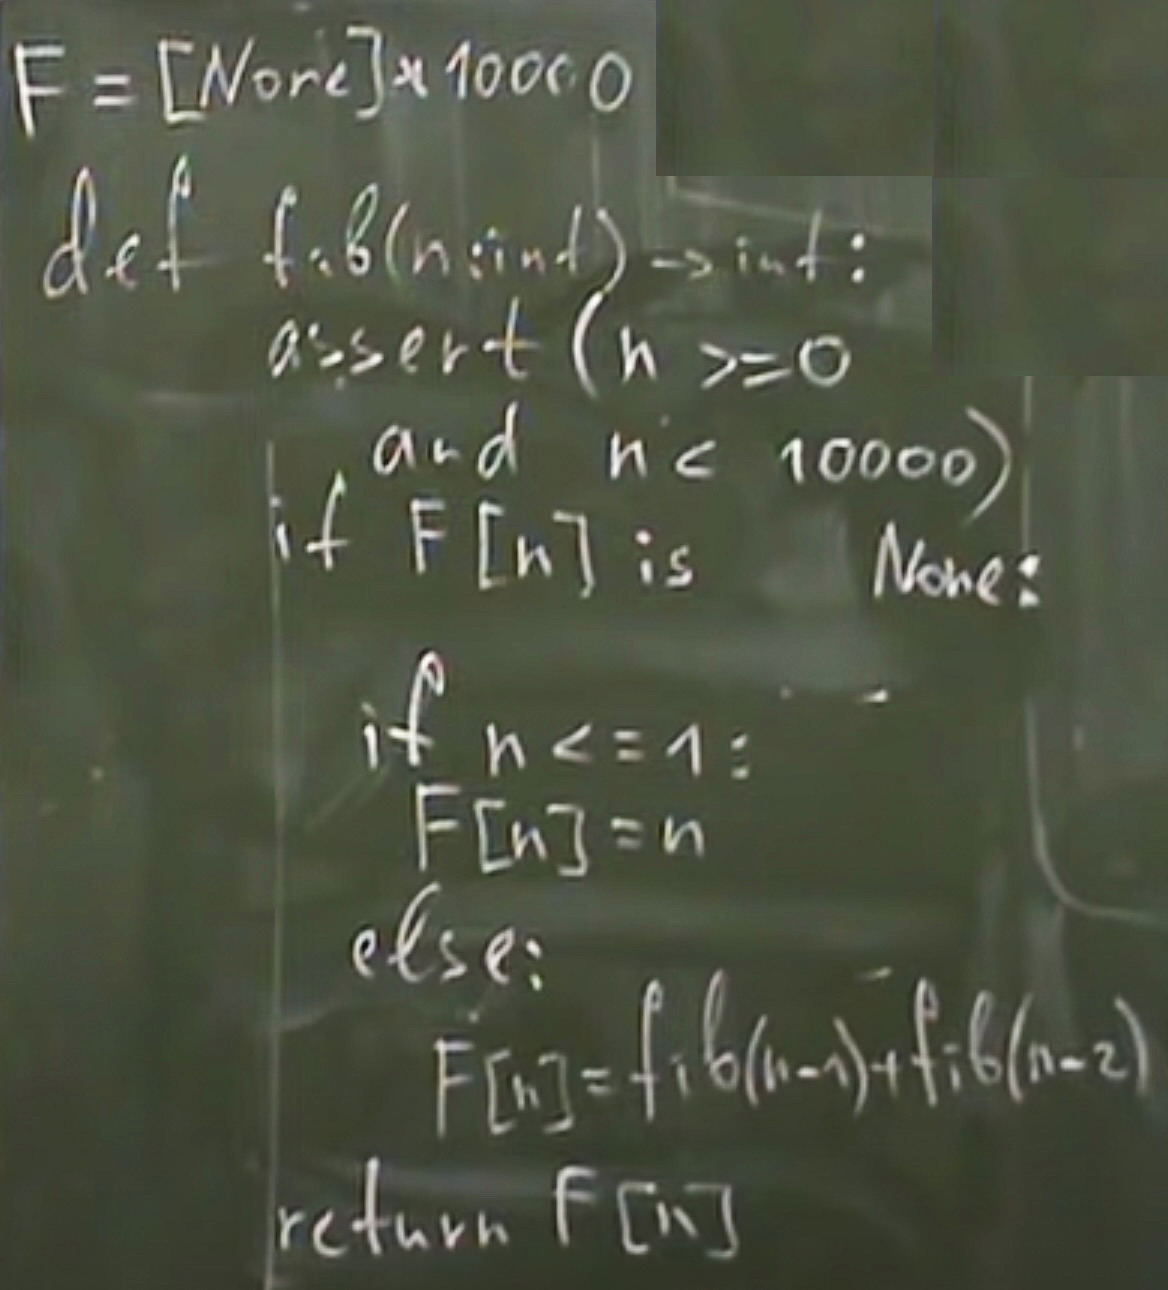 F = [None]*10000
def fib(n:int)->int:
assert (n >=0
and n < 10000)
if F[n] is None:
if n <= 1:
F[n]=n
else:
F[n]=fib(n-1)+fib(n-2)
return F[n]